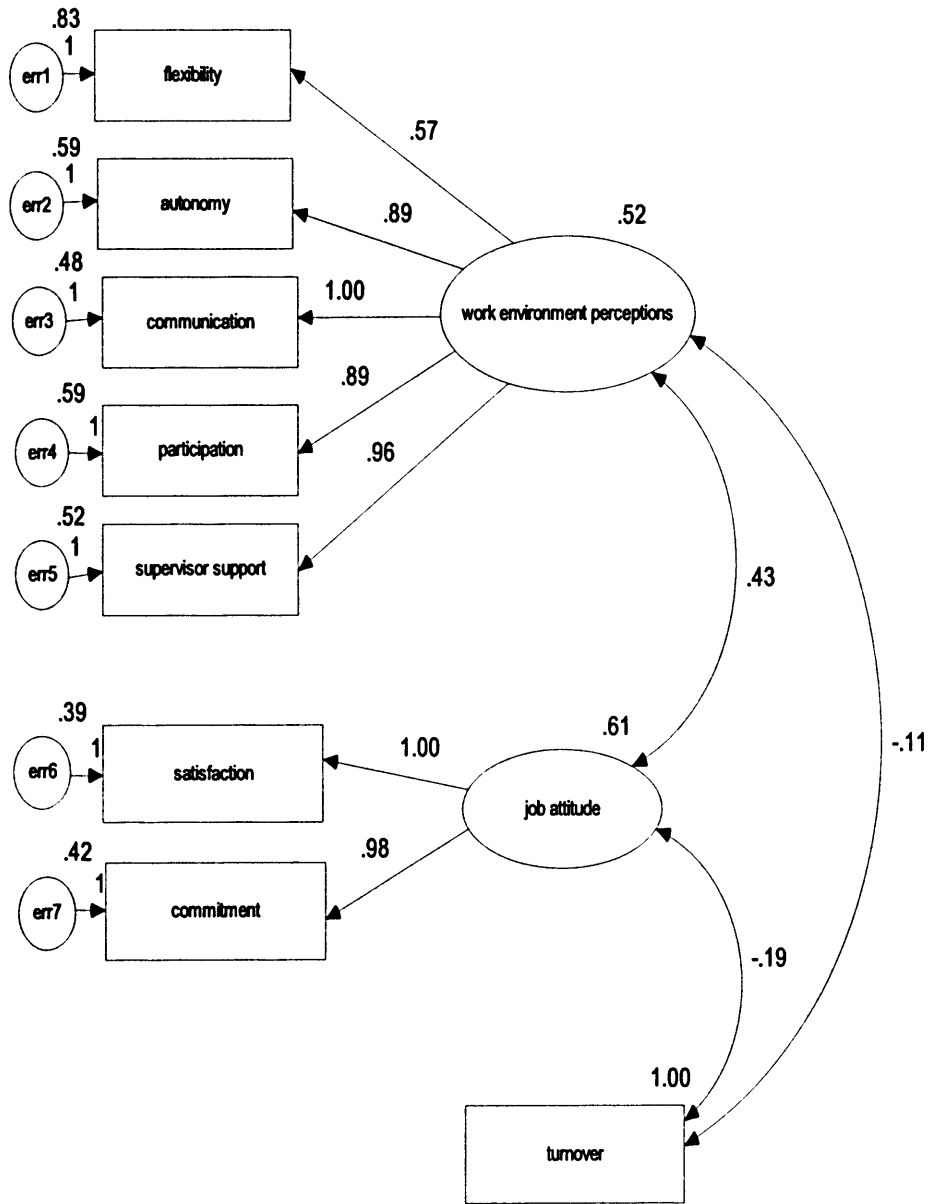 .83
1
err1
flexibility
.57
.59
1
err2
autonomy
.89
.52
.48
1
err3
communication
1.00
work environment perceptions
.59
1
err4
participation
.89
.96
.52
1
err5
supervisor support
.43
.39
1
err6
satisfaction
1.00
.61
-.11
job attitude
.42
1
err7
commitment
.98
-.19
1.00
turnover